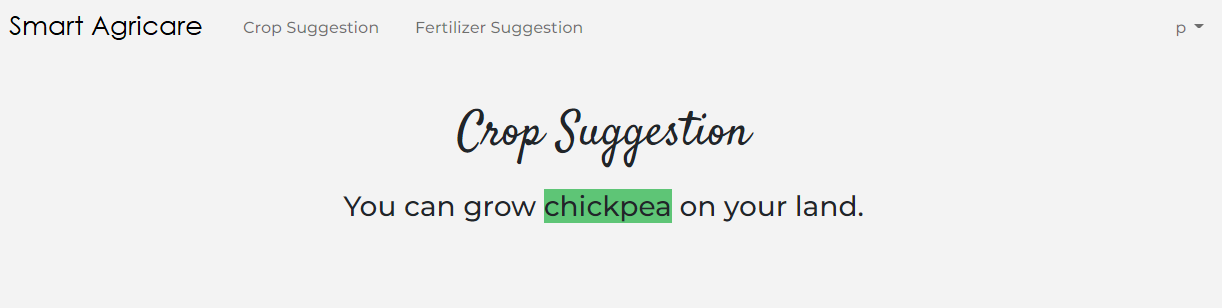 Smart Agricare Crop Suggestion Fertilizer Suggestion p
Crop Suggestion
You can grow chickpea on your land.